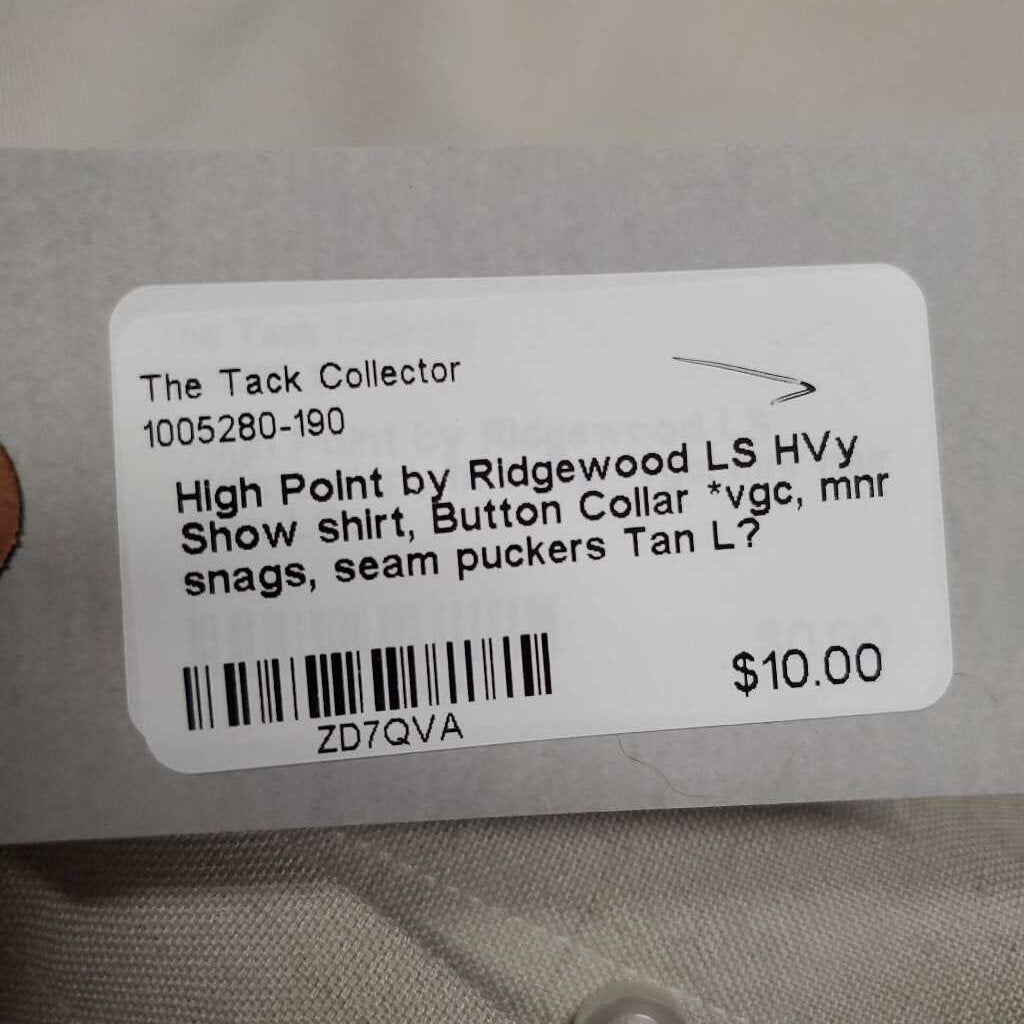 The Tack Collector
1005280-190
High Point by Ridgewood LS HVy
Show shirt, Button Collar *vgc, mnr
snags, seam puckers Tan L?
$10.00
ZD7QVA